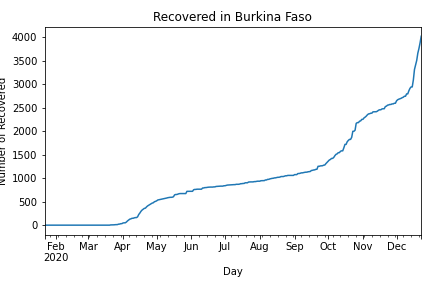 Recovered in Burkina Faso
Number of Recovered
4000
3500
3000
2500
2000
1500
1000
500
0
Feb Mar Apr May Jun Jul Aug Sep Oct Nov Dec
2020
Day